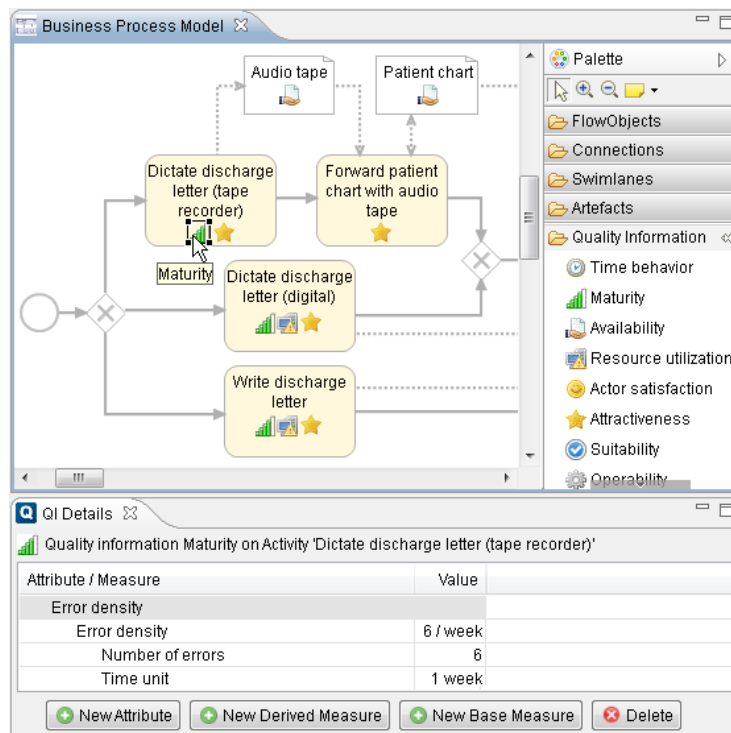 Business Process Model
Audio tape
Patient chart
Dictate discharge
letter (tape
recorder)
Forward patient
chart with audio
tape
Maturity
Dictate discharge
letter (digital)
Write discharge
letter
Palette
FlowObjects
Connections
Swimlanes
Artefacts
Quality Information
Time behavior
Maturity
Availability
Resource utilization
Actor satisfaction
Attractiveness
Suitability
Operability
QI Details
Quality information Maturity on Activity 'Dictate discharge letter (tape recorder)'
Attribute / Measure Value
Error density
Error density 6 / week
Number of errors 6
Time unit 1 week
New Attribute New Derived Measure New Base Measure Delete